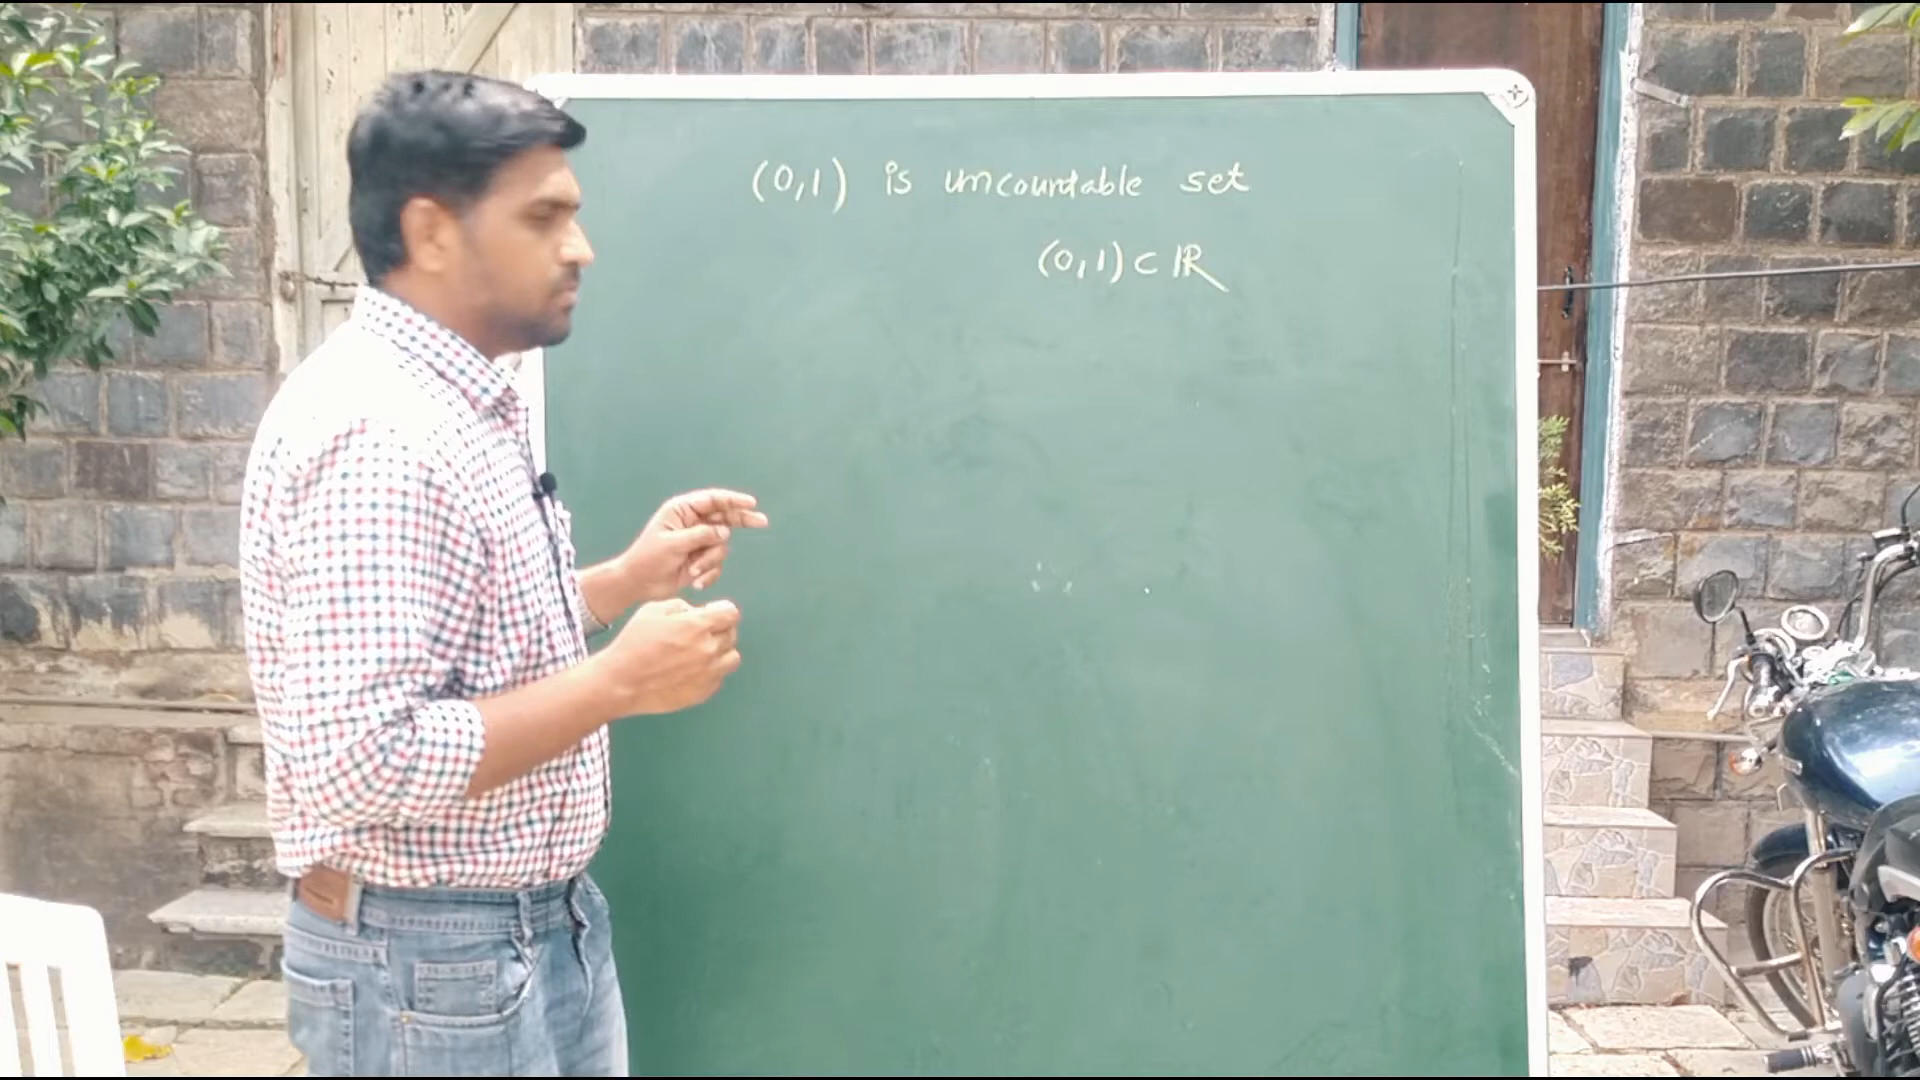 (0,1) is uncountable set
(0,1) ⊂ ℝ